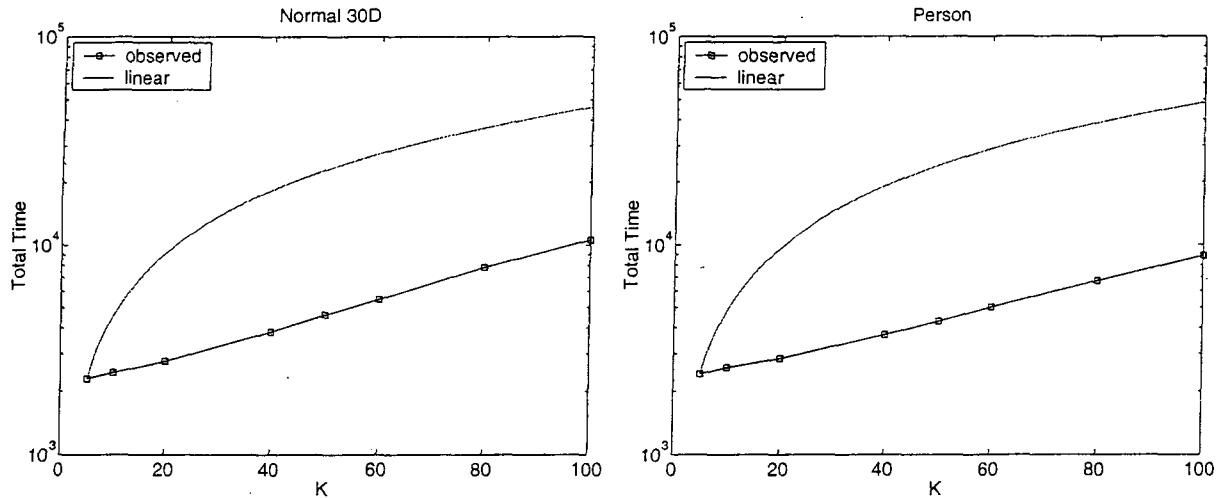 Normal 30D
10^5
observed
linear
Total Time
10^4
10^3
0 20 40 60 80 100
K
Person
10^5
observed
linear
Total Time
10^4
10^3
0 20 40 60 80 100
K